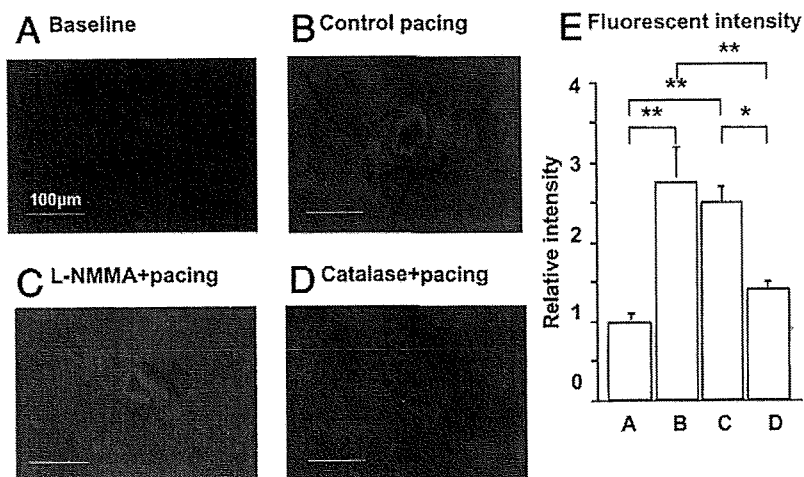 A Baseline
100µm
B Control pacing
C L-NMMA+pacing
D Catalase+pacing
E Fluorescent intensity
**
**
** *
Relative intensity
4
3
2
1
0
A B C D